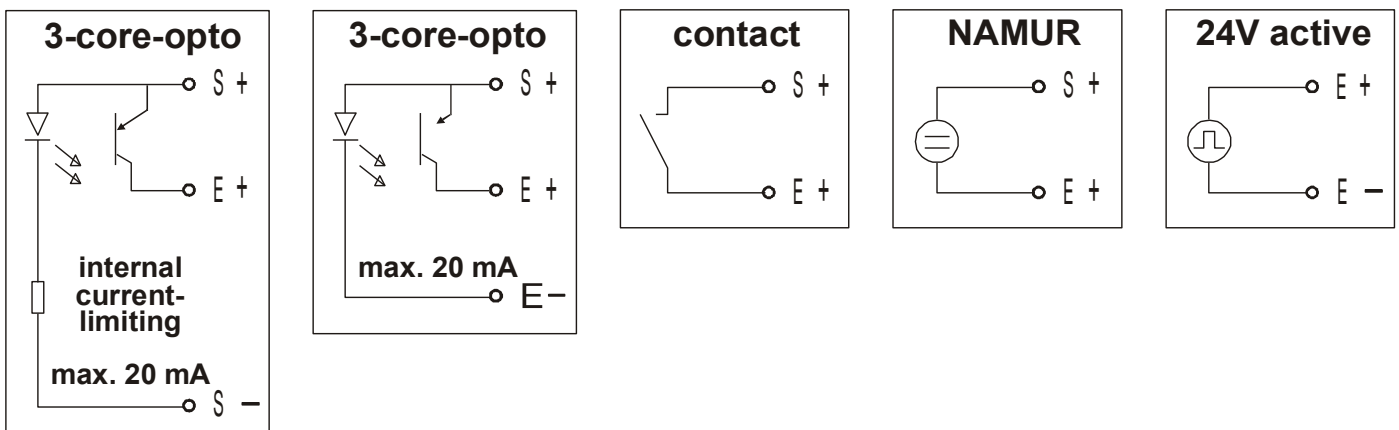 3-core-opto
S +
E +
internal
current-
limiting
max. 20 mA
S −
3-core-opto
S +
E +
max. 20 mA
E−
contact
S +
E +
NAMUR
S +
E +
24V active
E +
E −